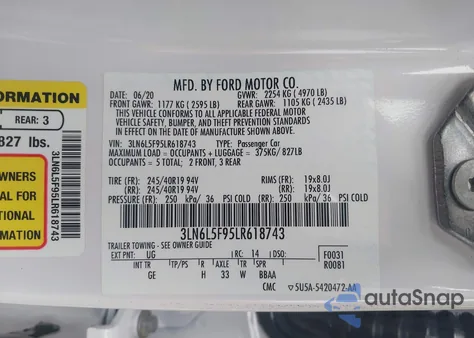 MFD. BY FORD MOTOR CO.
DATE: 06/20 GVWR: 2254 KG ( 4970 LB)
FRONT GAWR: 1177 KG ( 2595 LB) REAR GAWR: 1105 KG ( 2435 LB)
THIS VEHICLE CONFORMS TO ALL APPLICABLE FEDERAL MOTOR
VEHICLE SAFETY, BUMPER, AND THEFT PREVENTION STANDARDS
IN EFFECT ON THE DATE OF MANUFACTURE SHOWN ABOVE.
VIN: 3LN6L5F95LR618743 TYPE: Passenger Car
MAXIMUM LOAD = OCCUPANTS + LUGGAGE = 375KG/827LB
OCCUPANTS = 5 TOTAL: 2 FRONT, 3 REAR
TIRE (FR): 245/40R19 94V RIMS (FR): 19x8.0J
TIRE (RR): 245/40R19 94V (RR): 19x8.0J
PRESSURE (FR) 250 kPa/ 36 PSI COLD (RR) 250 kPa/ 36 PSI COLD
3LN6L5F95LR618743
TRAILER TOWING - SEE OWNER GUIDE
EXT PNT: UG RC: 14 DSO: F0031
INT TR TP/PS R AXLE TR SPR R0081
GE H 33 W BBAA
CMC 5U5A-5420472-AA
ORMATION
REAR: 3
827 lbs.
OWNERS
AL FOR
TIONAL
MATION
3LN6L5F95LR618743
autoSnap